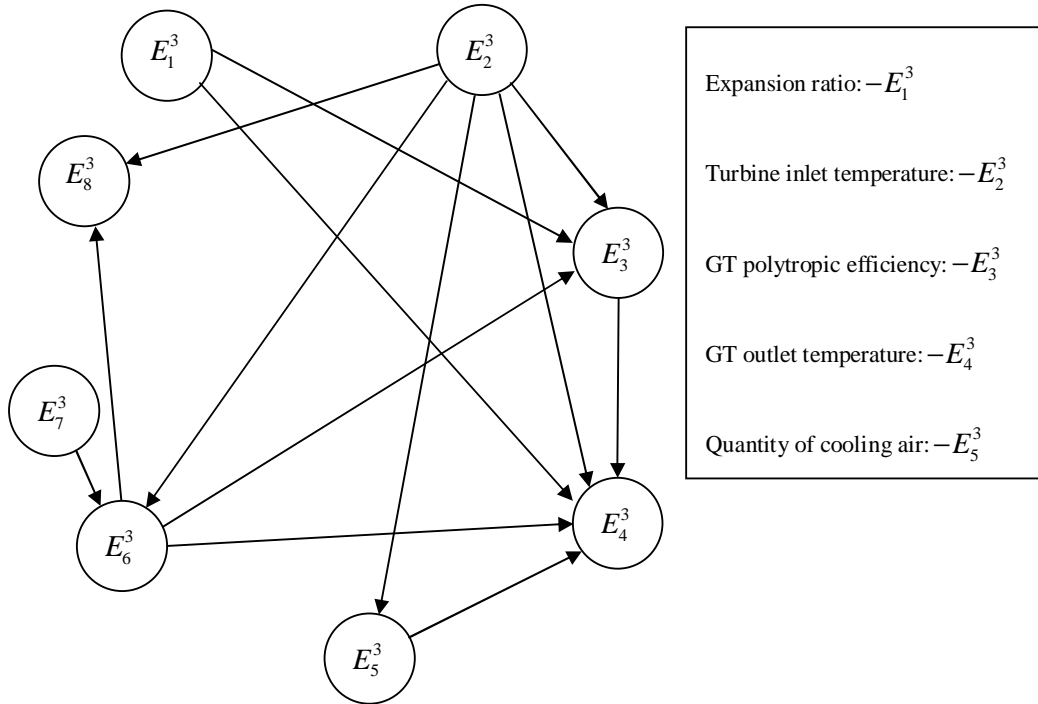 E_1^3
E_2^3
E_8^3
E_3^3
E_7^3
E_6^3
E_4^3
E_5^3
Expansion ratio: −E_1^3
Turbine inlet temperature: −E_2^3
GT polytropic efficiency: −E_3^3
GT outlet temperature: −E_4^3
Quantity of cooling air: −E_5^3